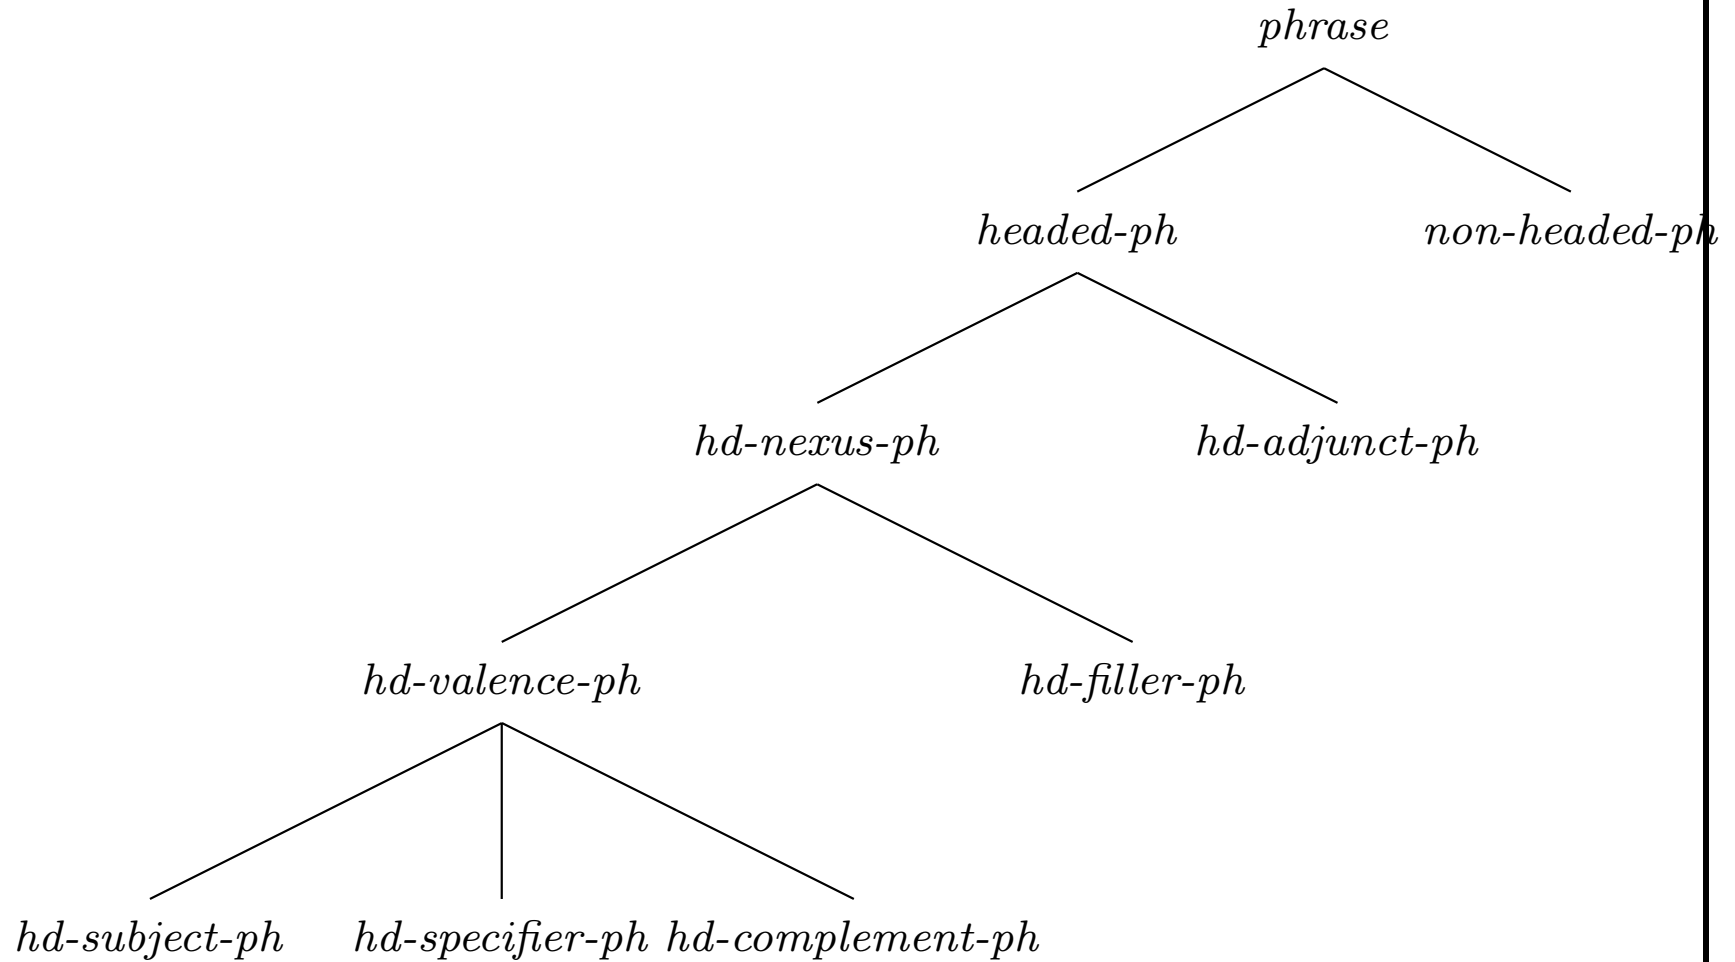 phrase
headed-ph non-headed-ph
hd-nexus-ph hd-adjunct-ph
hd-valence-ph hd-filler-ph
hd-subject-ph hd-specifier-ph hd-complement-ph